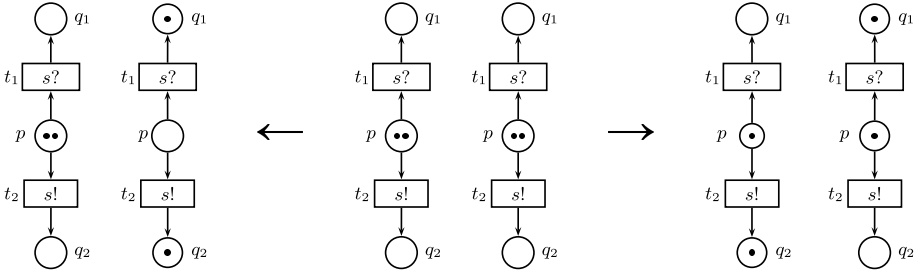 q₁ q₁ q₁ q₁ q₁ q₁
t₁ s? t₁ s? t₁ s? t₁ s? t₁ s? t₁ s?
p p p p p p
t₂ s! t₂ s! t₂ s! t₂ s! t₂ s! t₂ s!
q₂ q₂ q₂ q₂ q₂ q₂